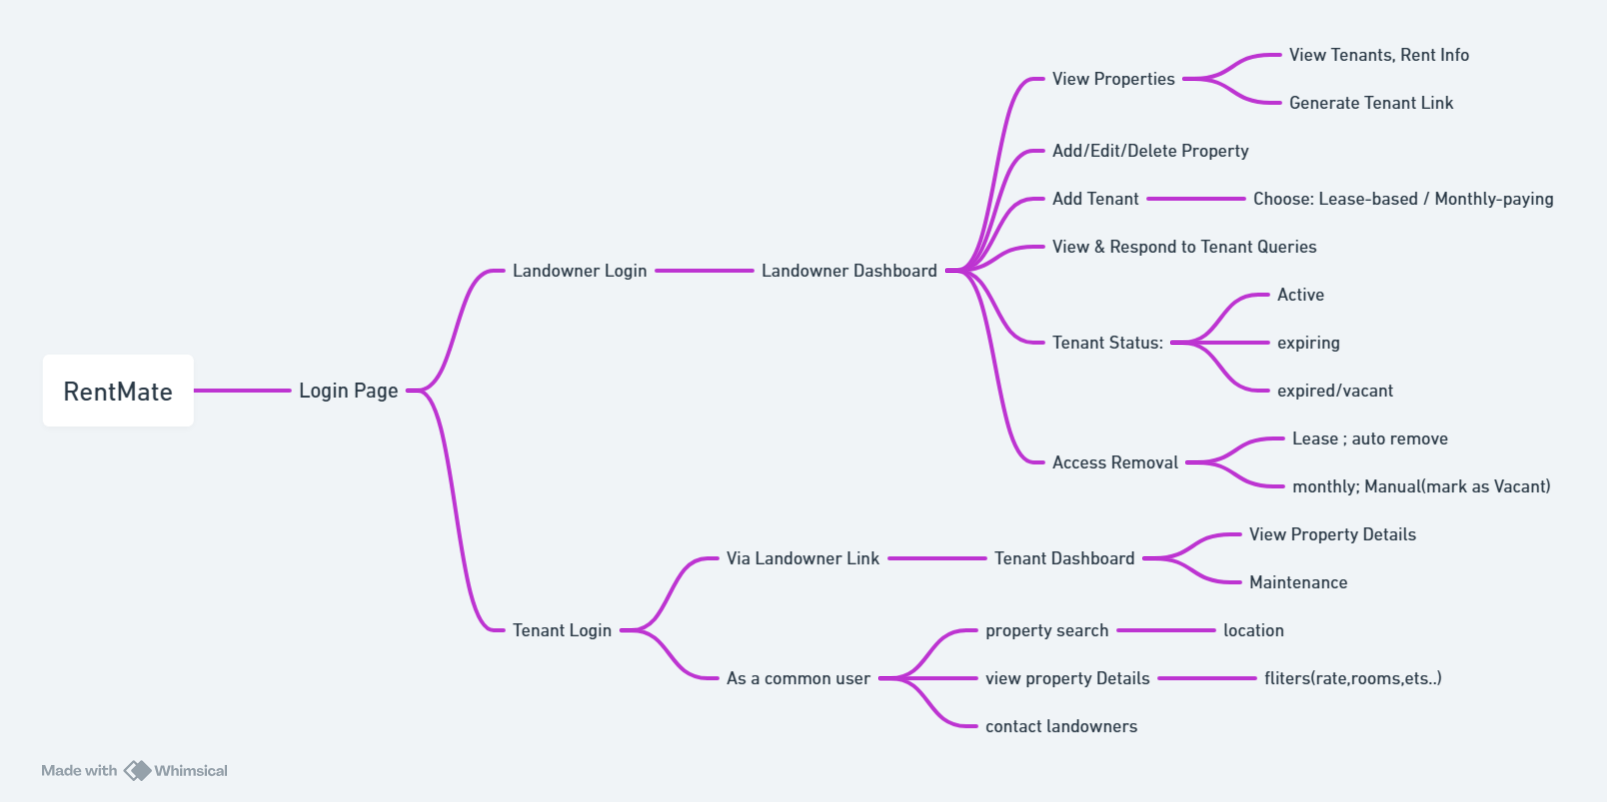 RentMate
Login Page
Landowner Login
Landowner Dashboard
View Properties
View Tenants, Rent Info
Generate Tenant Link
Add/Edit/Delete Property
Add Tenant
Choose: Lease-based / Monthly-paying
View & Respond to Tenant Queries
Tenant Status:
Active
expiring
expired/vacant
Access Removal
Lease ; auto remove
monthly; Manual(mark as Vacant)
Tenant Login
Via Landowner Link
Tenant Dashboard
View Property Details
Maintenance
As a common user
property search
location
view property Details
fliters(rate,rooms,ets..)
contact landowners
Made with Whimsical